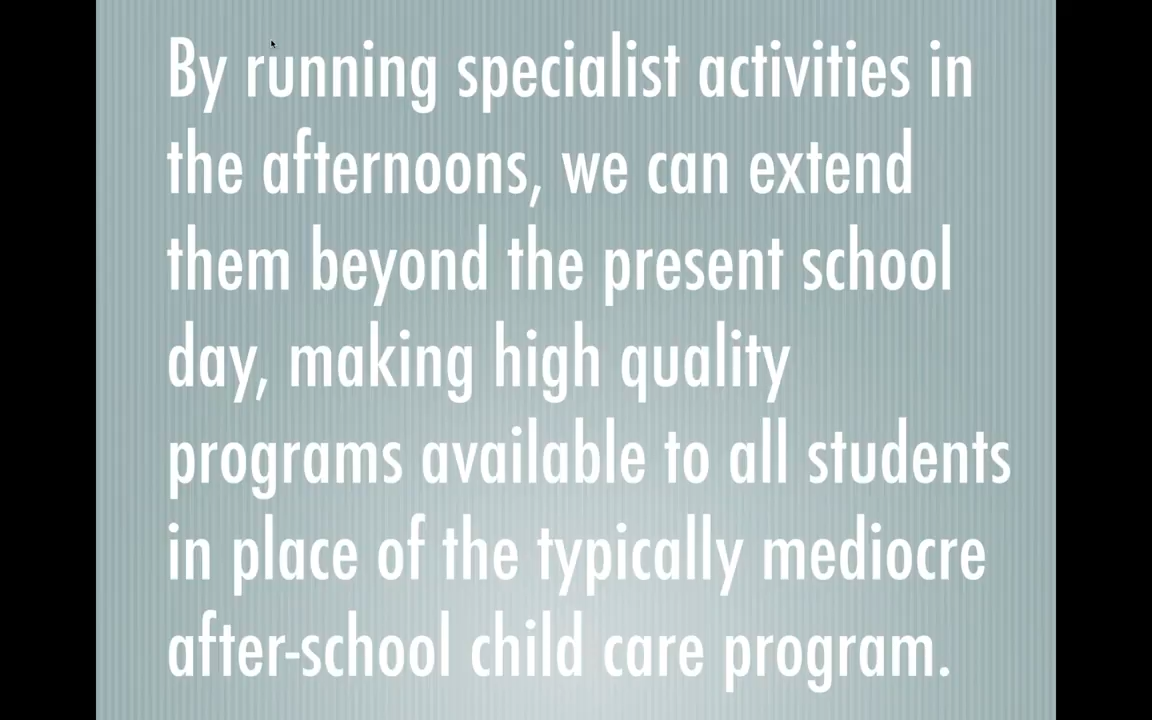 By running specialist activities in
the afternoons, we can extend
them beyond the present school
day, making high quality
programs available to all students
in place of the typically mediocre
after-school child care program.